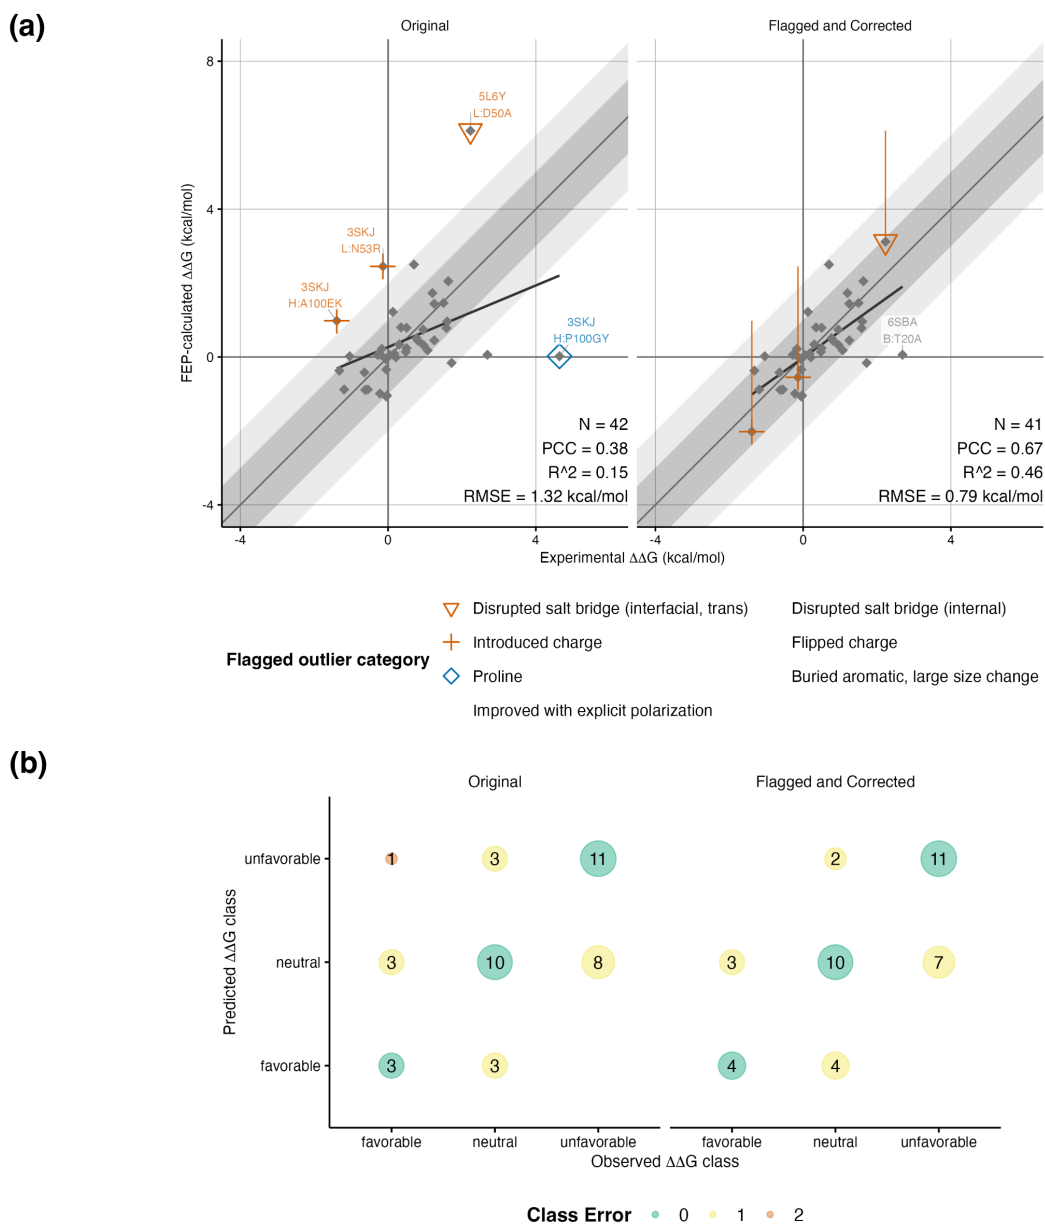 (a)
Original
Flagged and Corrected
FEP-calculated ΔΔG (kcal/mol)
8
4
0
-4
5L6Y
L:D50A
3SKJ
L:N53R
3SKJ
H:A100EK
3SKJ
H:P100GY
N = 42
PCC = 0.38
R^2 = 0.15
RMSE = 1.32 kcal/mol
6SBA
B:T20A
N = 41
PCC = 0.67
R^2 = 0.46
RMSE = 0.79 kcal/mol
-4 0 4
-4 0 4
Experimental ΔΔG (kcal/mol)
Flagged outlier category
Disrupted salt bridge (interfacial, trans)
Introduced charge
Proline
Improved with explicit polarization
Disrupted salt bridge (internal)
Flipped charge
Buried aromatic, large size change
(b)
Original
Flagged and Corrected
Predicted ΔΔG class
unfavorable 1 3 11 2 11
neutral 3 10 8 3 10 7
favorable 3 3 4 4
favorable neutral unfavorable favorable neutral unfavorable
Observed ΔΔG class
Class Error 0 1 2